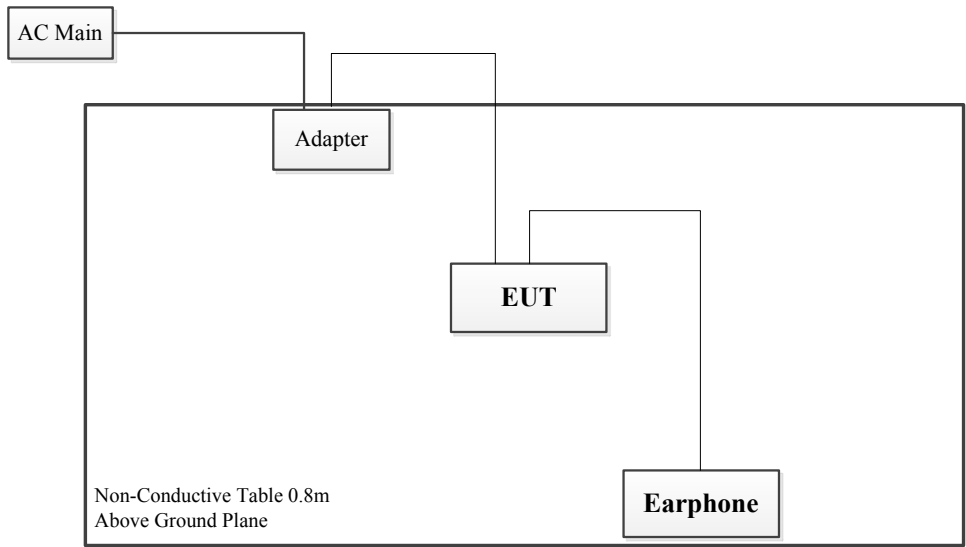 AC Main
Adapter
EUT
Earphone
Non-Conductive Table 0.8m
Above Ground Plane